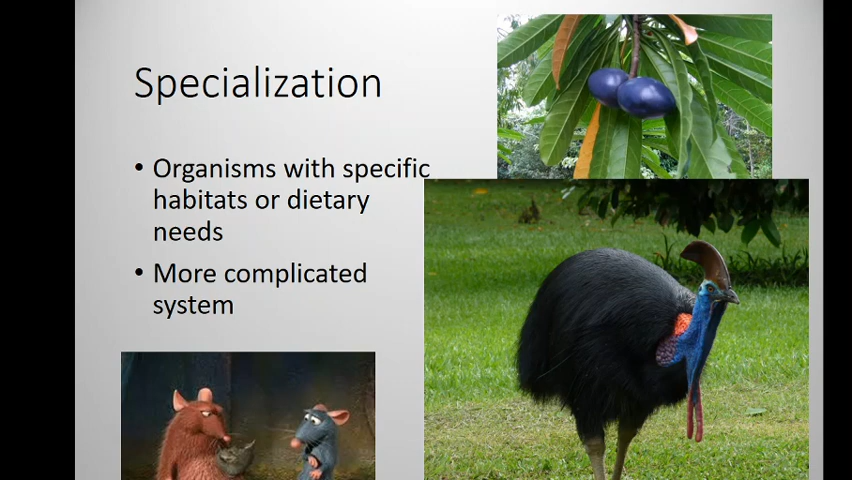 Specialization
• Organisms with specific
habitats or dietary
needs
• More complicated
system